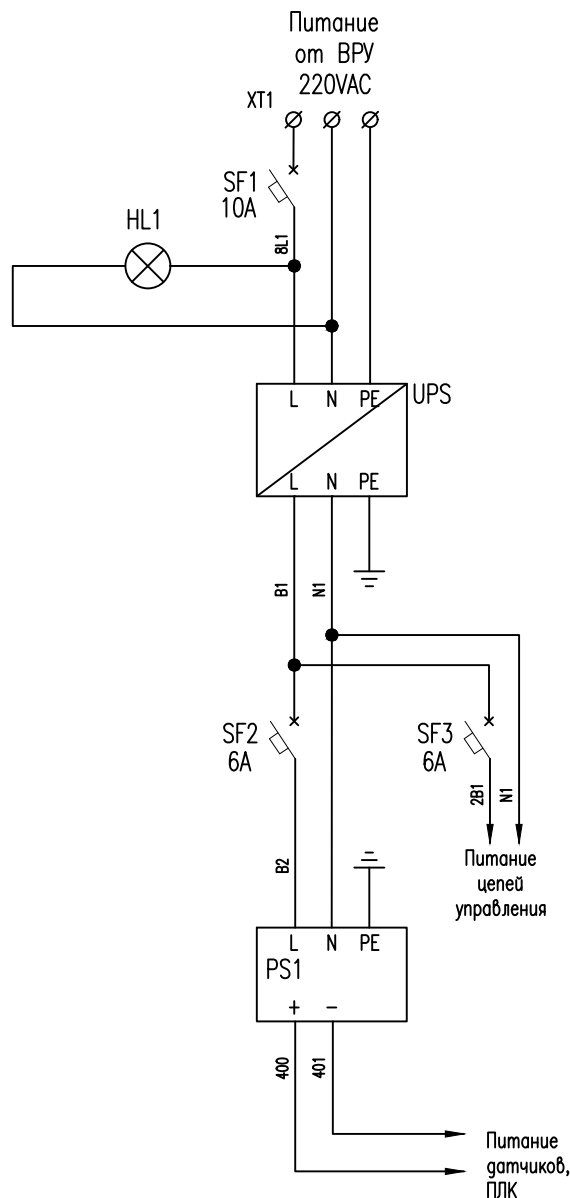 Питание
от ВРУ
220VAC
XT1
SF1
10A
HL1
8L1
L N PE
UPS
L N PE
B1
N1
SF2
6A
SF3
6A
2B1
N1
B2
Питание
цепей
управления
L N PE
PS1
+ −
400
401
Питание
датчиков,
ПЛК